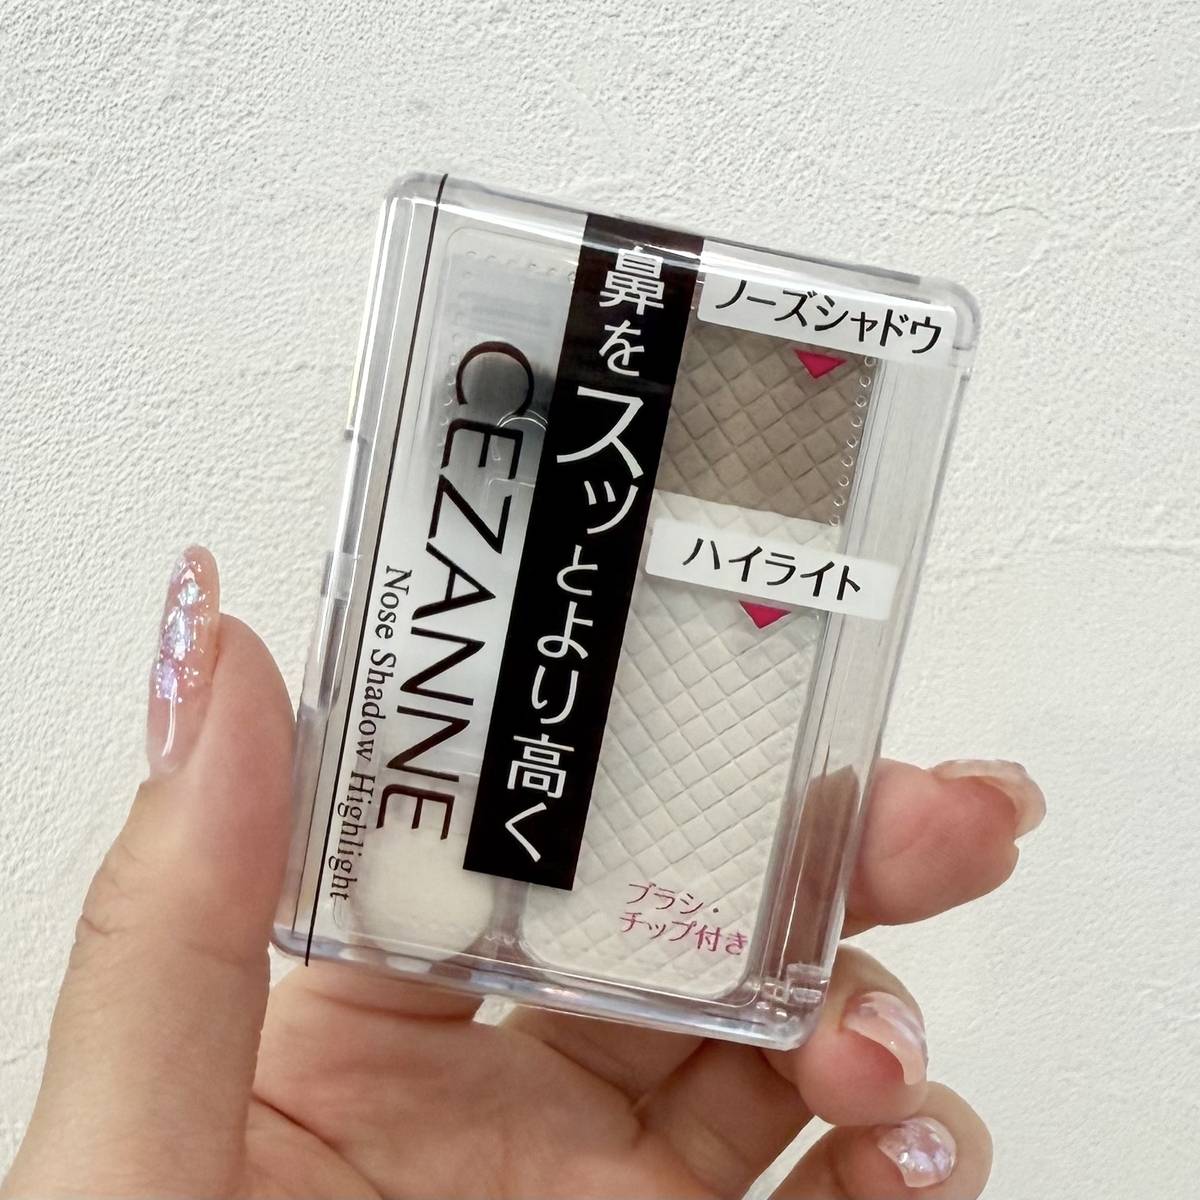 ノーズシャドウ
鼻をスッとより高く
CEZANNE
Nose Shadow Highlight
ハイライト
ブラシ・
チップ付き